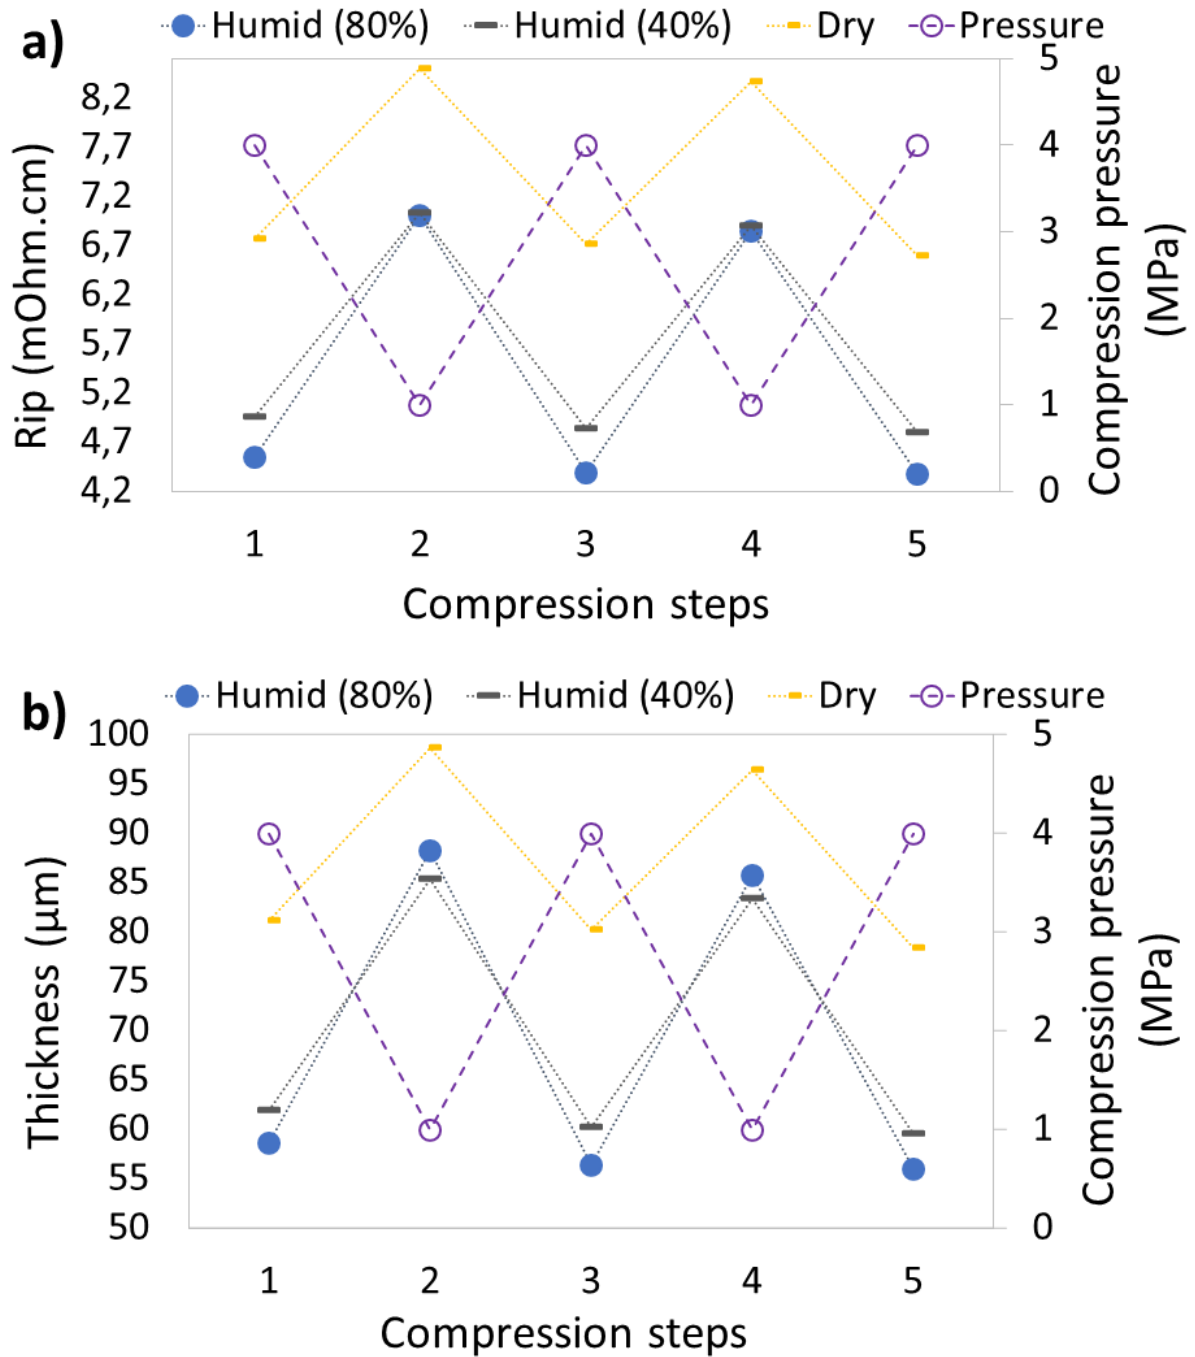 a)
Humid (80%) Humid (40%) Dry Pressure
8,2
7,7
7,2
6,7
6,2
5,7
5,2
4,7
4,2
Rip (mOhm.cm)
5
4
3
2
1
0
Compression pressure
(MPa)
1 2 3 4 5
Compression steps
b)
Humid (80%) Humid (40%) Dry Pressure
100
95
90
85
80
75
70
65
60
55
50
Thickness (μm)
5
4
3
2
1
0
Compression pressure
(MPa)
1 2 3 4 5
Compression steps